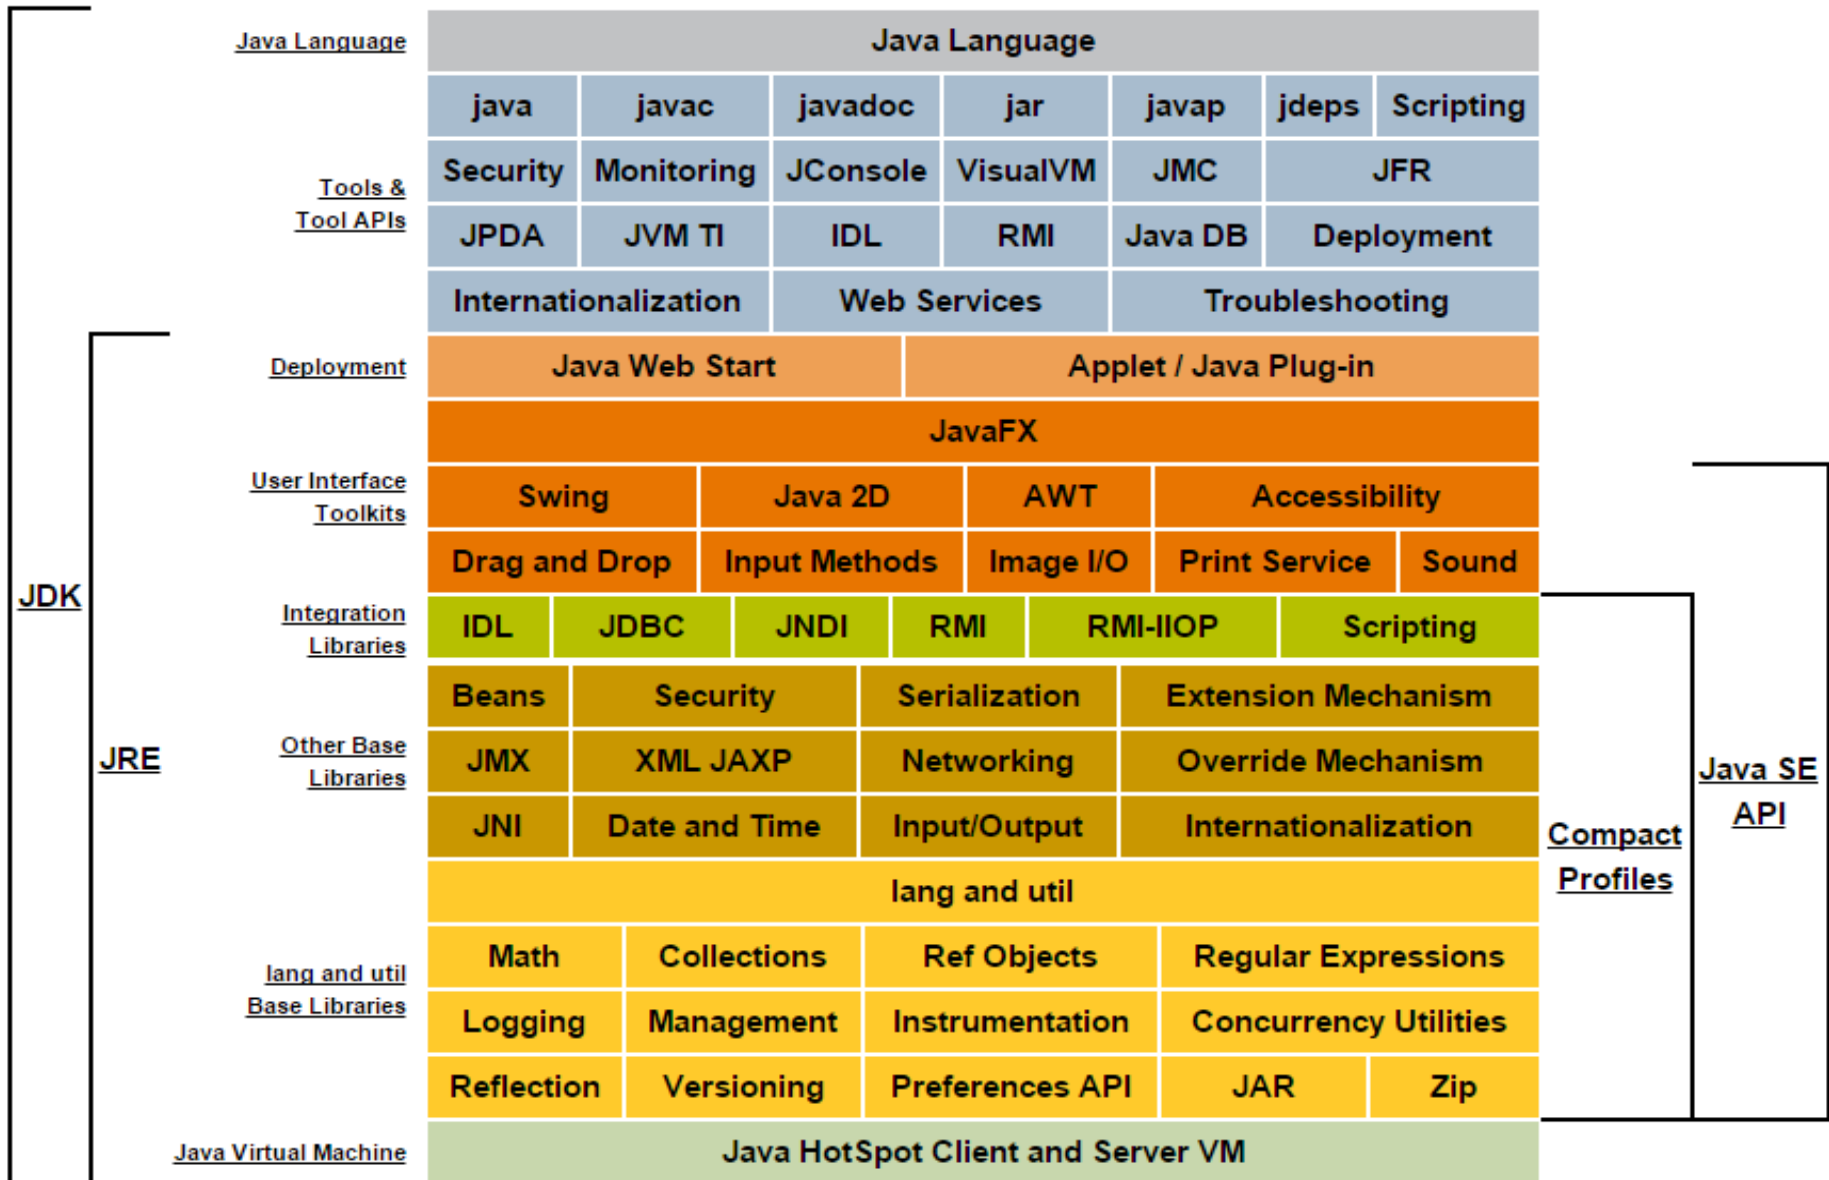 Java Language
Java Language
java javac javadoc jar javap jdeps Scripting
Security Monitoring JConsole VisualVM JMC JFR
Tools &
Tool APIs
JPDA JVM TI IDL RMI Java DB Deployment
Internationalization Web Services Troubleshooting
Deployment
Java Web Start Applet / Java Plug-in
JavaFX
User Interface
Toolkits
Swing Java 2D AWT Accessibility
Drag and Drop Input Methods Image I/O Print Service Sound
JDK
Integration
Libraries
IDL JDBC JNDI RMI RMI-IIOP Scripting
Beans Security Serialization Extension Mechanism
JRE
Other Base
Libraries
JMX XML JAXP Networking Override Mechanism
Java SE
API
JNI Date and Time Input/Output Internationalization
Compact
Profiles
lang and util
Math Collections Ref Objects Regular Expressions
lang and util
Base Libraries
Logging Management Instrumentation Concurrency Utilities
Reflection Versioning Preferences API JAR Zip
Java Virtual Machine
Java HotSpot Client and Server VM